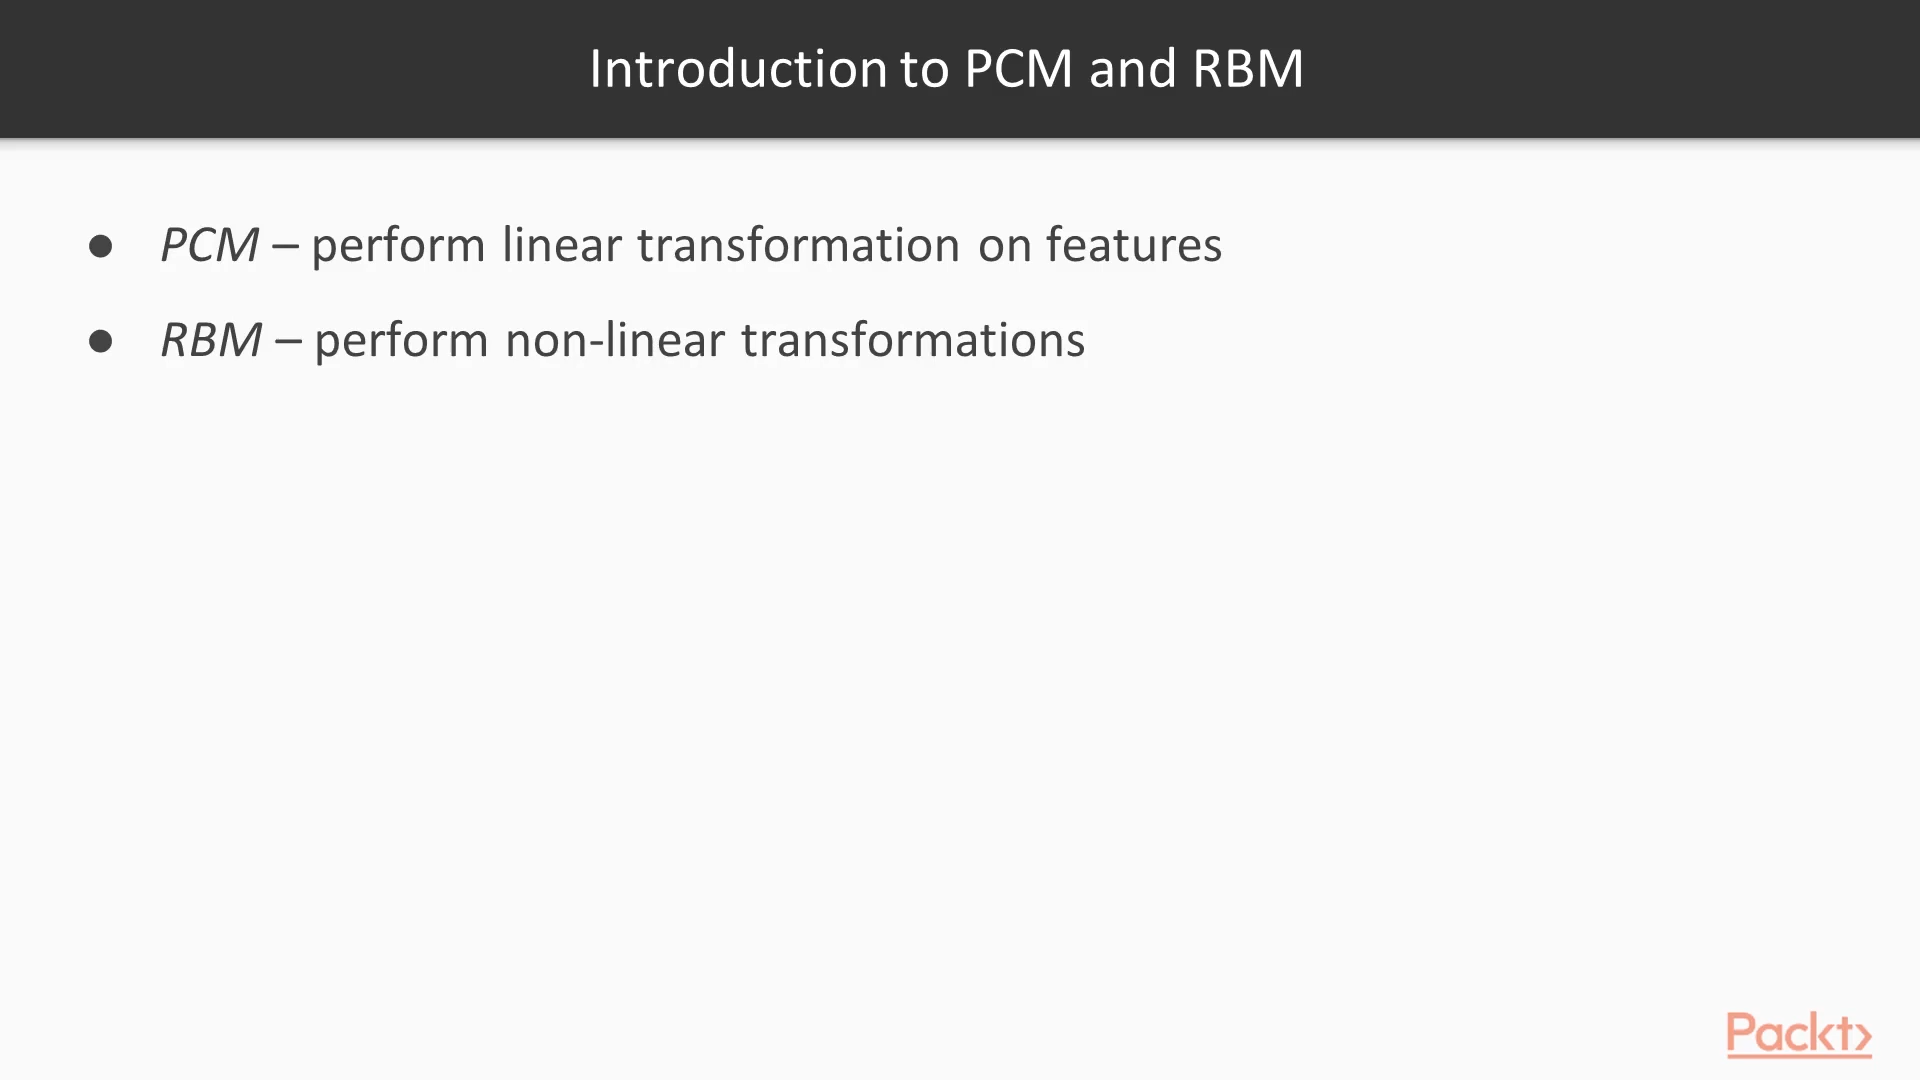 Introduction to PCM and RBM
● PCM – perform linear transformation on features
● RBM – perform non-linear transformations
Packt>